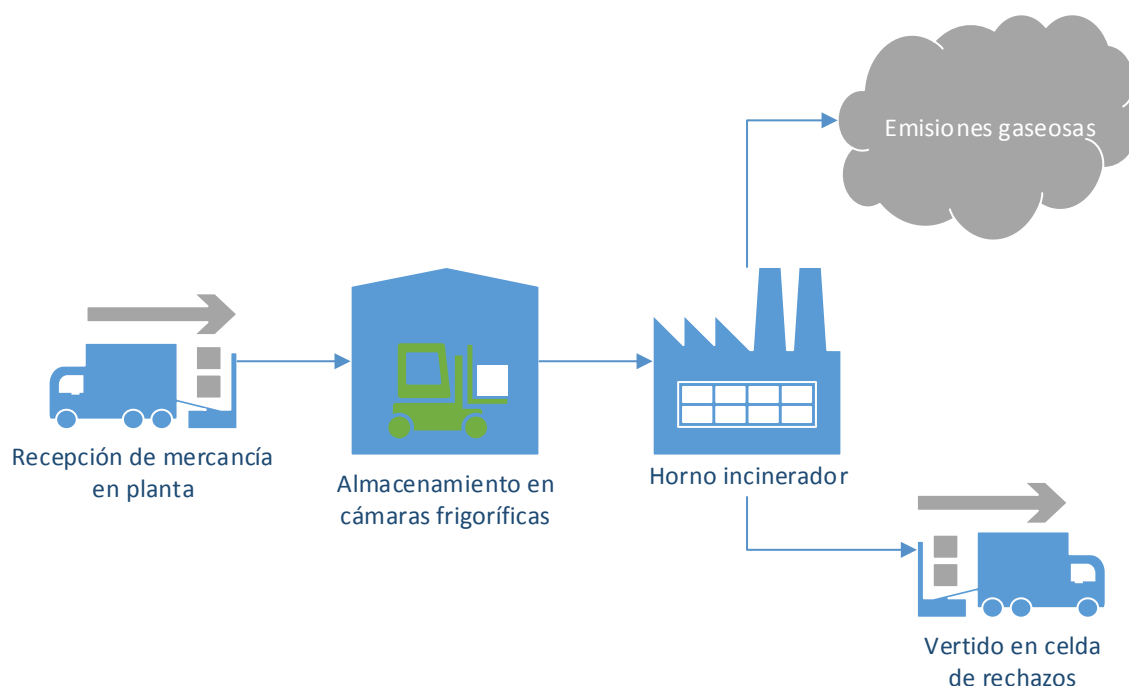 Emisiones gaseosas
Recepción de mercancía
en planta
Almacenamiento en
cámaras frigoríficas
Horno incinerador
Vertido en celda
de rechazos